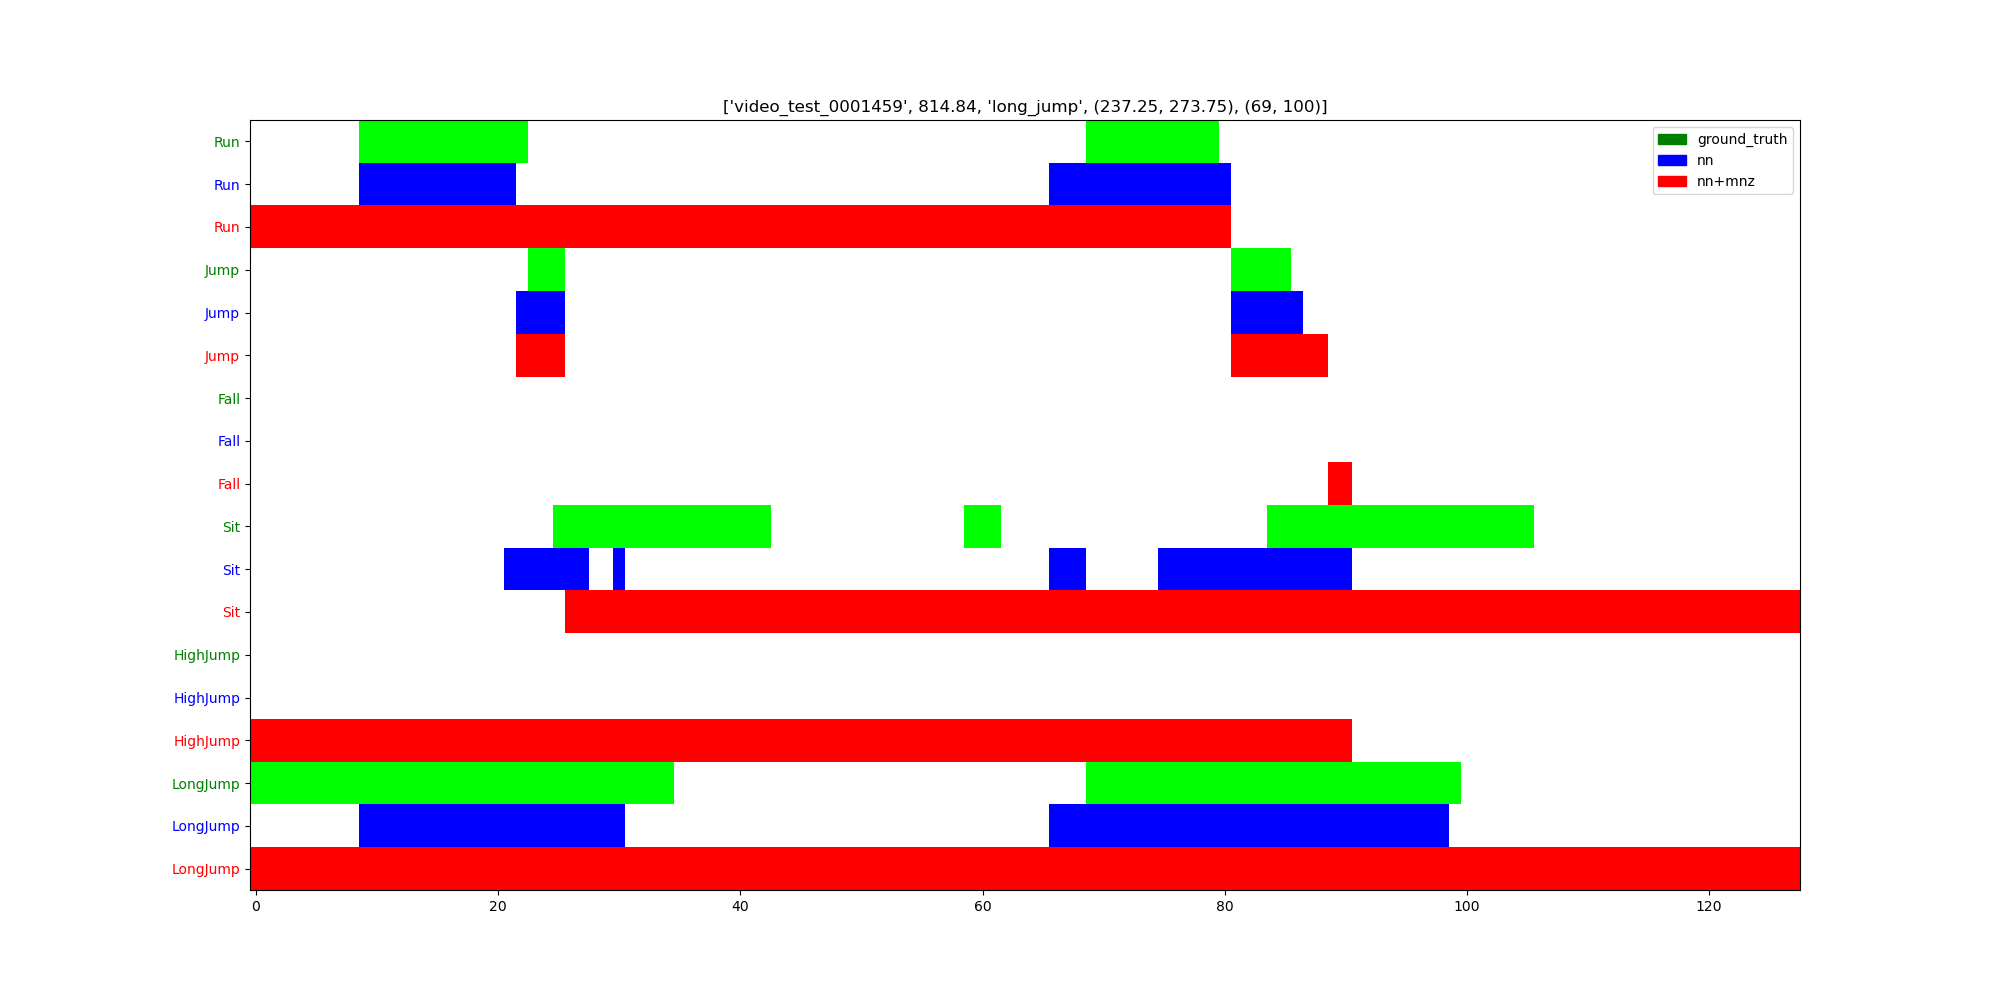 ['video_test_0001459', 814.84, 'long_jump', (237.25, 273.75), (69, 100)]
ground_truth
nn
nn+mnz
Run
Run
Run
Jump
Jump
Jump
Fall
Fall
Fall
Sit
Sit
Sit
HighJump
HighJump
HighJump
LongJump
LongJump
LongJump
0 20 40 60 80 100 120